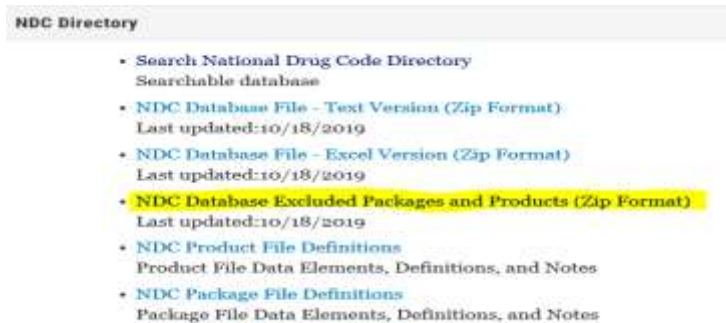 NDC Directory
• Search National Drug Code Directory
Searchable database
• NDC Database File - Text Version (Zip Format)
Last updated:10/18/2019
• NDC Database File - Excel Version (Zip Format)
Last updated:10/18/2019
• NDC Database Excluded Packages and Products (Zip Format)
Last updated:10/18/2019
• NDC Product File Definitions
Product File Data Elements, Definitions, and Notes
• NDC Package File Definitions
Package File Data Elements, Definitions, and Notes